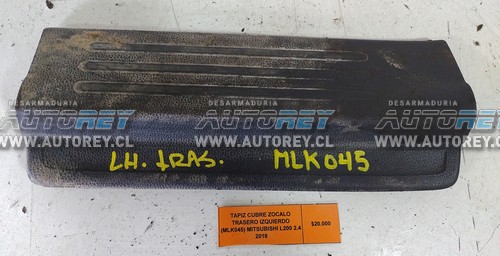 DESARMADURIA
AUTOREY
WWW.AUTOREY.CL
DESARMADURIA
AUTOREY
WWW.AUTOREY.CL
DESARMADURIA
AUTOREY
WWW.AUTOREY.CL
LH. TRAS. MLK045
TAPIZ CUBRE ZOCALO
TRASERO IZQUIERDO
(MLK045) MITSUBISHI L200 2.4
2018
$20.000